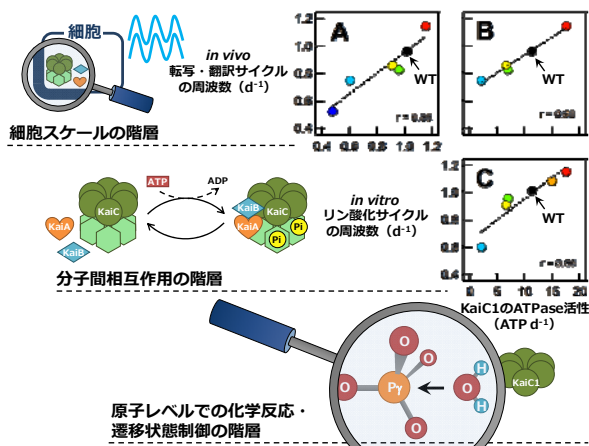 細胞
in vivo
転写・翻訳サイクル
の周波数（d⁻¹）
細胞スケールの階層
A
1.2
1.0
0.8
0.6
0.4
WT
0.4 0.6 0.8 1.0 1.2
B
WT
KaiC
KaiA
KaiB
ATP
ADP
KaiB
KaiA
KaiC
Pi
Pi
in vitro
リン酸化サイクル
の周波数（d⁻¹）
分子間相互作用の階層
C
1.2
1.0
0.8
0.6
0.4
WT
0 5 10 15 20
KaiC1のATPase活性
（ATP d⁻¹）
O
O
O
O
Pγ
O
H
H
KaiC1
原子レベルでの化学反応・
遷移状態制御の階層